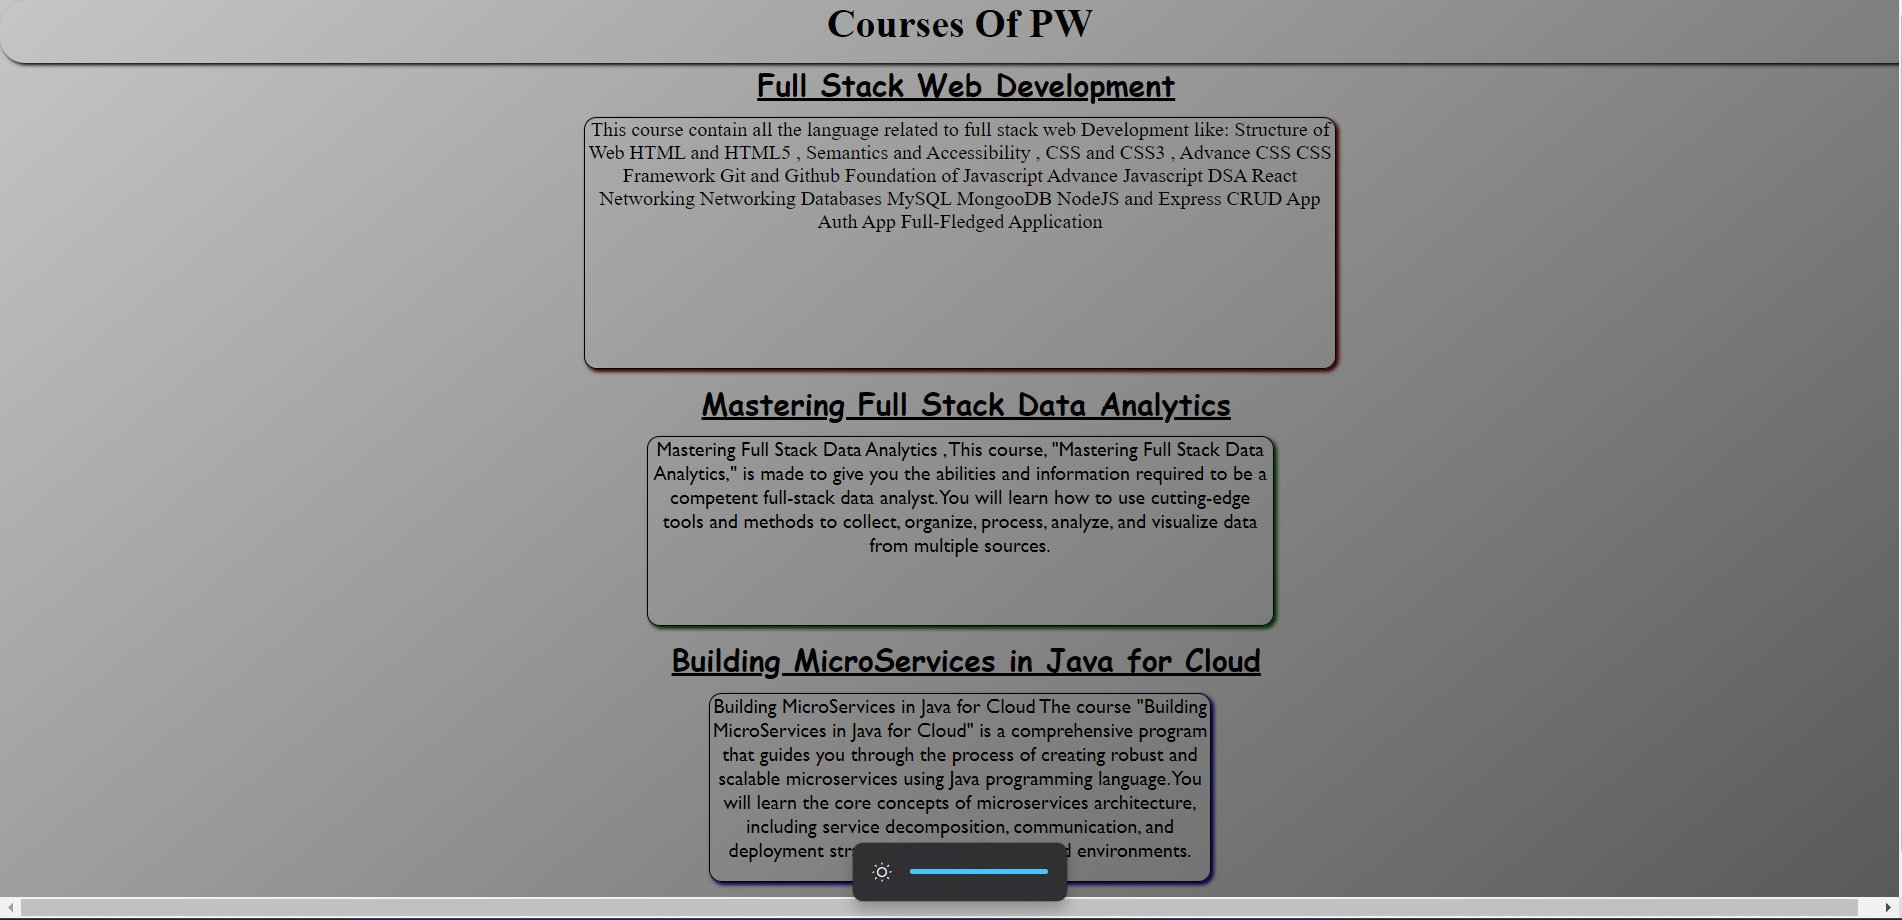 Courses Of PW
Full Stack Web Development
This course contain all the language related to full stack web Development like: Structure of
Web HTML and HTML5 , Semantics and Accessibility , CSS and CSS3 , Advance CSS CSS
Framework Git and Github Foundation of Javascript Advance Javascript DSA React
Networking Networking Databases MySQL MongooDB NodeJS and Express CRUD App
Auth App Full-Fledged Application
Mastering Full Stack Data Analytics
Mastering Full Stack Data Analytics ,This course, "Mastering Full Stack Data
Analytics," is made to give you the abilities and information required to be a
competent full-stack data analyst.You will learn how to use cutting-edge
tools and methods to collect, organize, process, analyze, and visualize data
from multiple sources.
Building MicroServices in Java for Cloud
Building MicroServices in Java for Cloud The course "Building
MicroServices in Java for Cloud" is a comprehensive program
that guides you through the process of creating robust and
scalable microservices using Java programming language.You
will learn the core concepts of microservices architecture,
including service decomposition, communication, and
deployment environments.